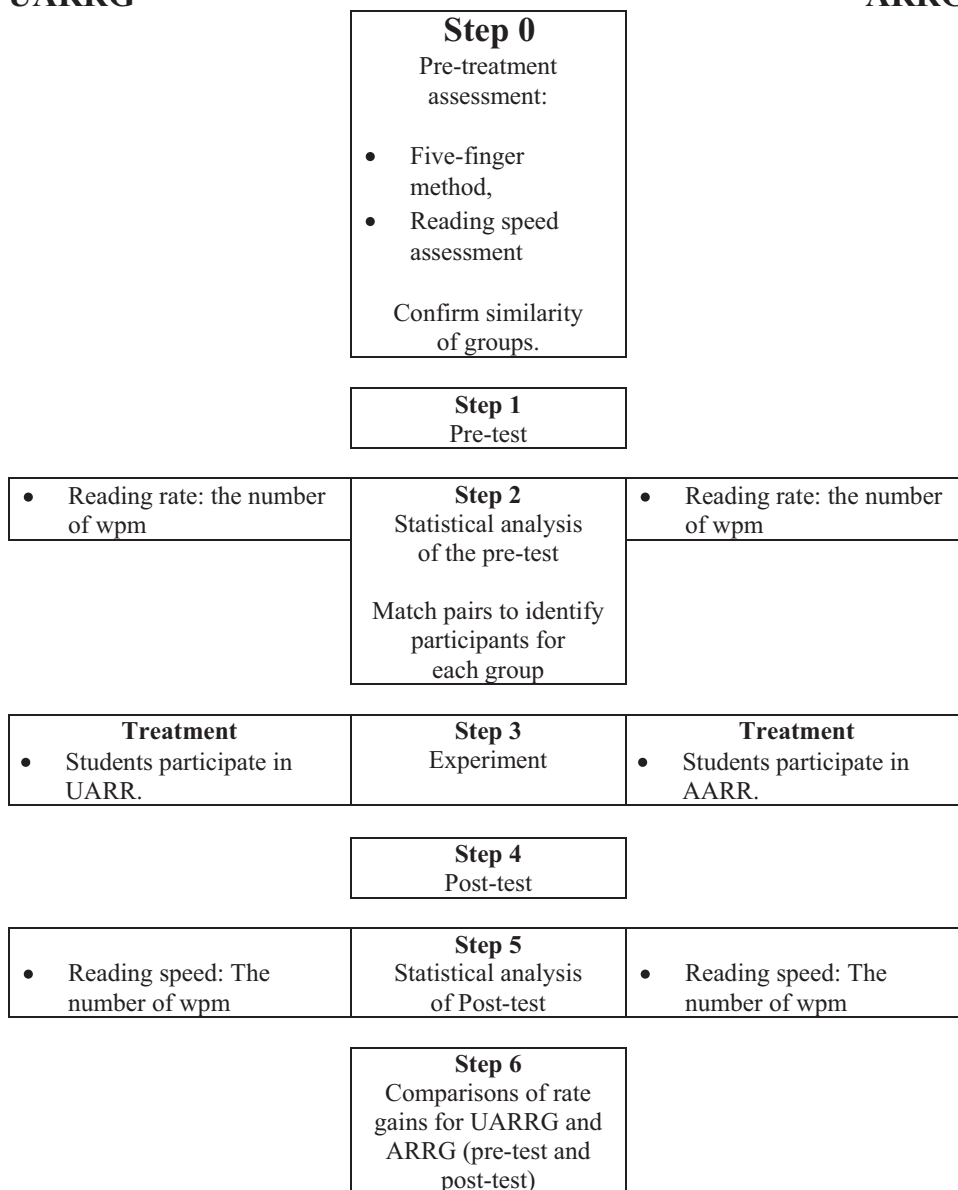 UARRG
ARRG
Step 0
Pre-treatment
assessment:
• Five-finger
method,
• Reading speed
assessment
Confirm similarity
of groups.
Step 1
Pre-test
• Reading rate: the number
of wpm
Step 2
Statistical analysis
of the pre-test
Match pairs to identify
participants for
each group
• Reading rate: the number
of wpm
Treatment
• Students participate in
UARR.
Step 3
Experiment
Treatment
• Students participate in
AARR.
Step 4
Post-test
• Reading speed: The
number of wpm
Step 5
Statistical analysis
of Post-test
• Reading speed: The
number of wpm
Step 6
Comparisons of rate
gains for UARRG and
ARRG (pre-test and
post-test)